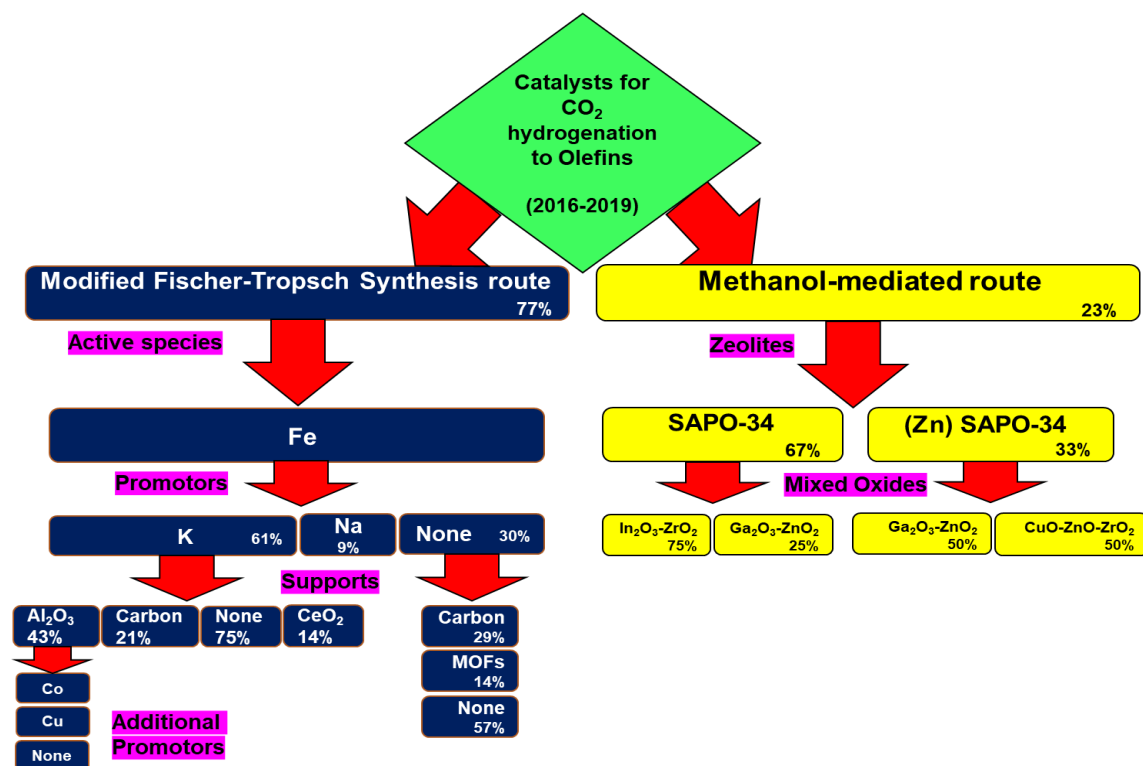 Catalysts for
CO₂
hydrogenation
to Olefins
(2016-2019)
Modified Fischer-Tropsch Synthesis route
77%
Methanol-mediated route
23%
Active species
Zeolites
Fe
SAPO-34
67%
(Zn) SAPO-34
33%
Promotors
Mixed Oxides
K 61%
Na
9%
None 30%
In₂O₃-ZrO₂
75%
Ga₂O₃-ZnO₂
25%
Ga₂O₃-ZnO₂
50%
CuO-ZnO-ZrO₂
50%
Supports
Al₂O₃
43%
Carbon
21%
None
75%
CeO₂
14%
Carbon
29%
MOFs
14%
None
57%
Co
Cu
None
Additional
Promotors